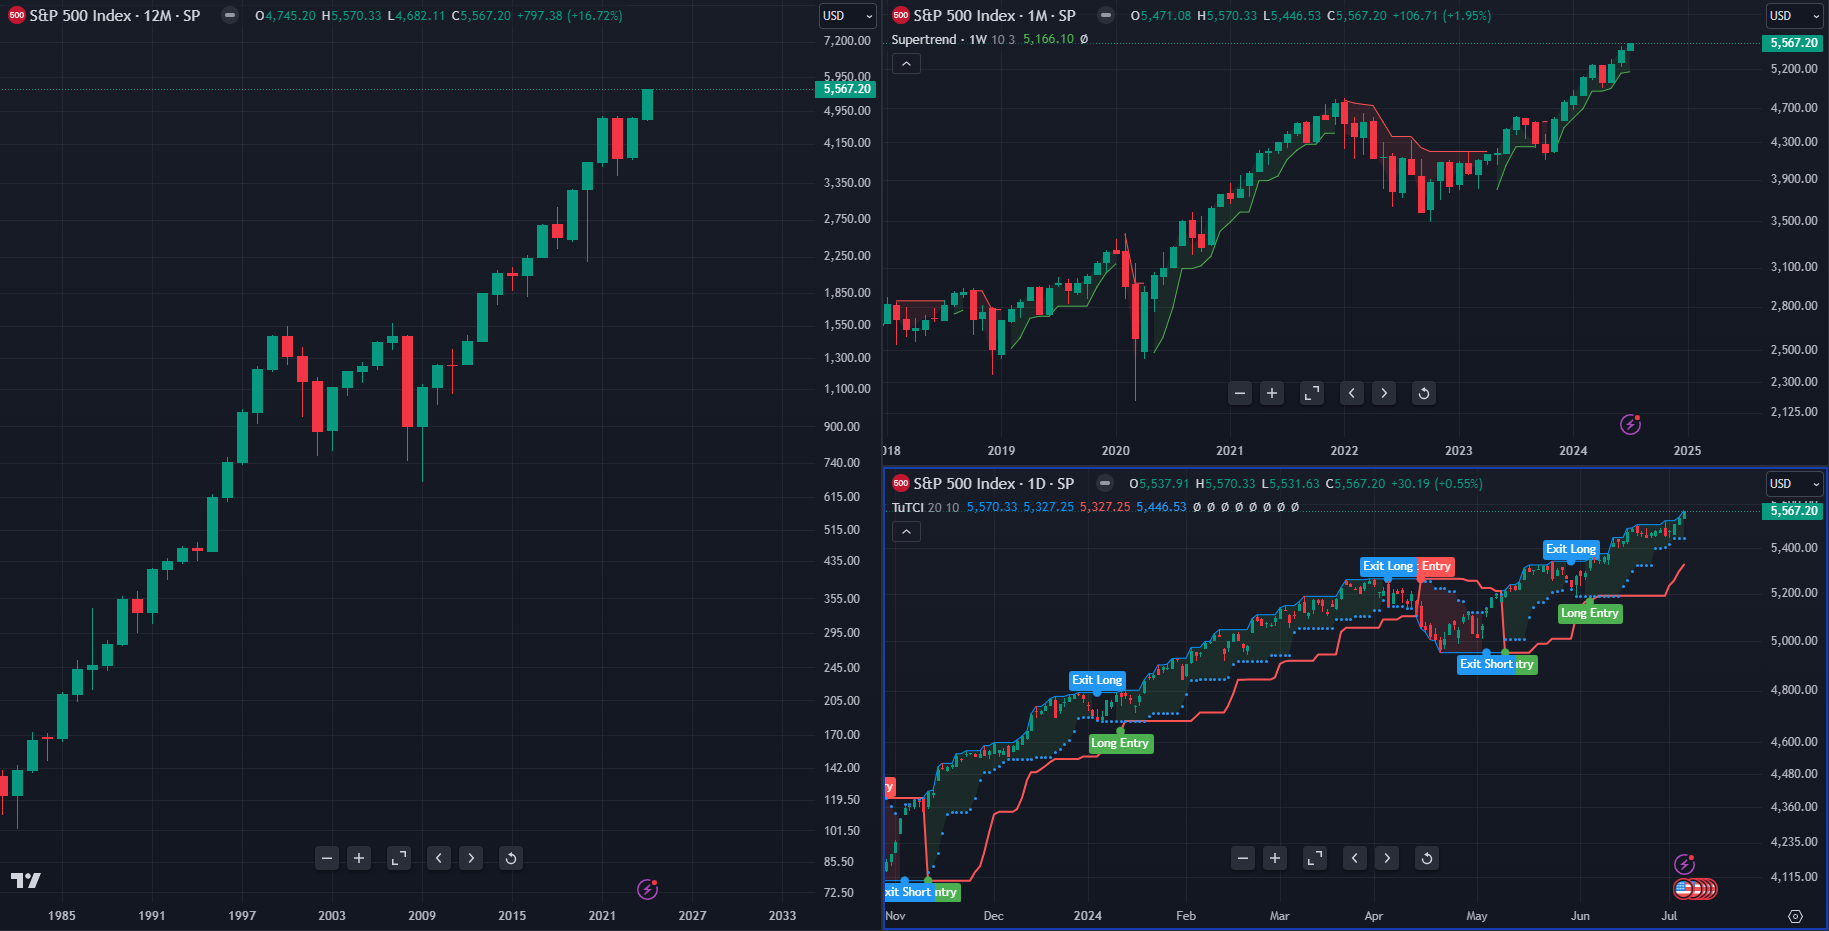 500 S&P 500 Index · 12M · SP O4,745.20 H5,570.33 L4,682.11 C5,567.20 +797.38 (+16.72%)
USD
7,200.00
5,950.00
5,567.20
4,950.00
4,150.00
3,350.00
2,750.00
2,250.00
1,850.00
1,550.00
1,300.00
1,100.00
900.00
740.00
615.00
515.00
435.00
355.00
295.00
245.00
205.00
170.00
142.00
119.50
101.50
85.50
72.50
1985 1991 1997 2003 2009 2015 2021 2027 2033
500 S&P 500 Index · 1M · SP O5,471.08 H5,570.33 L5,446.53 C5,567.20 +106.71 (+1.95%)
Supertrend · 1W 10 3 5,166.10 Ø
USD
5,567.20
5,200.00
4,700.00
4,300.00
3,900.00
3,500.00
3,100.00
2,800.00
2,500.00
2,300.00
2,125.00
018 2019 2020 2021 2022 2023 2024 2025
500 S&P 500 Index · 1D · SP O5,537.91 H5,570.33 L5,531.63 C5,567.20 +30.19 (+0.55%)
TuTCI 20 10 5,570.33 5,327.25 5,327.25 5,446.53 Ø Ø Ø Ø Ø Ø Ø Ø
USD
5,567.20
5,400.00
5,200.00
5,000.00
4,800.00
4,600.00
4,480.00
4,360.00
4,235.00
4,115.00
Exit Long
Exit Long : Entry
Long Entry
Exit Short ntry
Exit Long
Long Entry
ry
xit Short ntry
Nov Dec 2024 Feb Mar Apr May Jun Jul